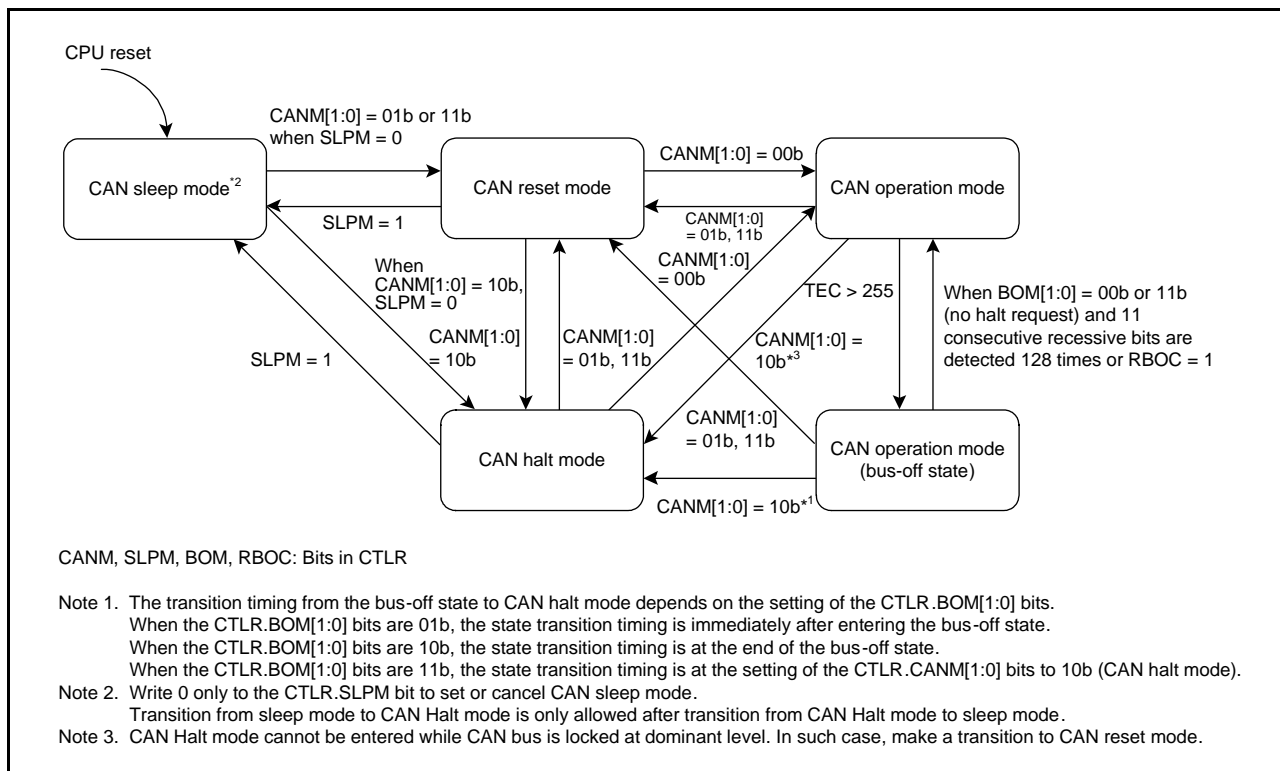 CPU reset
CANM[1:0] = 01b or 11b
when SLPM = 0
CAN sleep mode*2
CAN reset mode
CANM[1:0] = 00b
CAN operation mode
SLPM = 1
CANM[1:0]
= 01b, 11b
When
CANM[1:0] = 10b,
SLPM = 0
CANM[1:0]
= 00b
TEC > 255
When BOM[1:0] = 00b or 11b
(no halt request) and 11
consecutive recessive bits are
detected 128 times or RBOC = 1
SLPM = 1
CANM[1:0]
= 10b
CANM[1:0]
= 01b, 11b
CANM[1:0] =
10b*3
CANM[1:0]
= 01b, 11b
CAN halt mode
CAN operation mode
(bus-off state)
CANM[1:0] = 10b*1
CANM, SLPM, BOM, RBOC: Bits in CTLR
Note 1. The transition timing from the bus-off state to CAN halt mode depends on the setting of the CTLR.BOM[1:0] bits.
When the CTLR.BOM[1:0] bits are 01b, the state transition timing is immediately after entering the bus-off state.
When the CTLR.BOM[1:0] bits are 10b, the state transition timing is at the end of the bus-off state.
When the CTLR.BOM[1:0] bits are 11b, the state transition timing is at the setting of the CTLR.CANM[1:0] bits to 10b (CAN halt mode).
Note 2. Write 0 only to the CTLR.SLPM bit to set or cancel CAN sleep mode.
Transition from sleep mode to CAN Halt mode is only allowed after transition from CAN Halt mode to sleep mode.
Note 3. CAN Halt mode cannot be entered while CAN bus is locked at dominant level. In such case, make a transition to CAN reset mode.